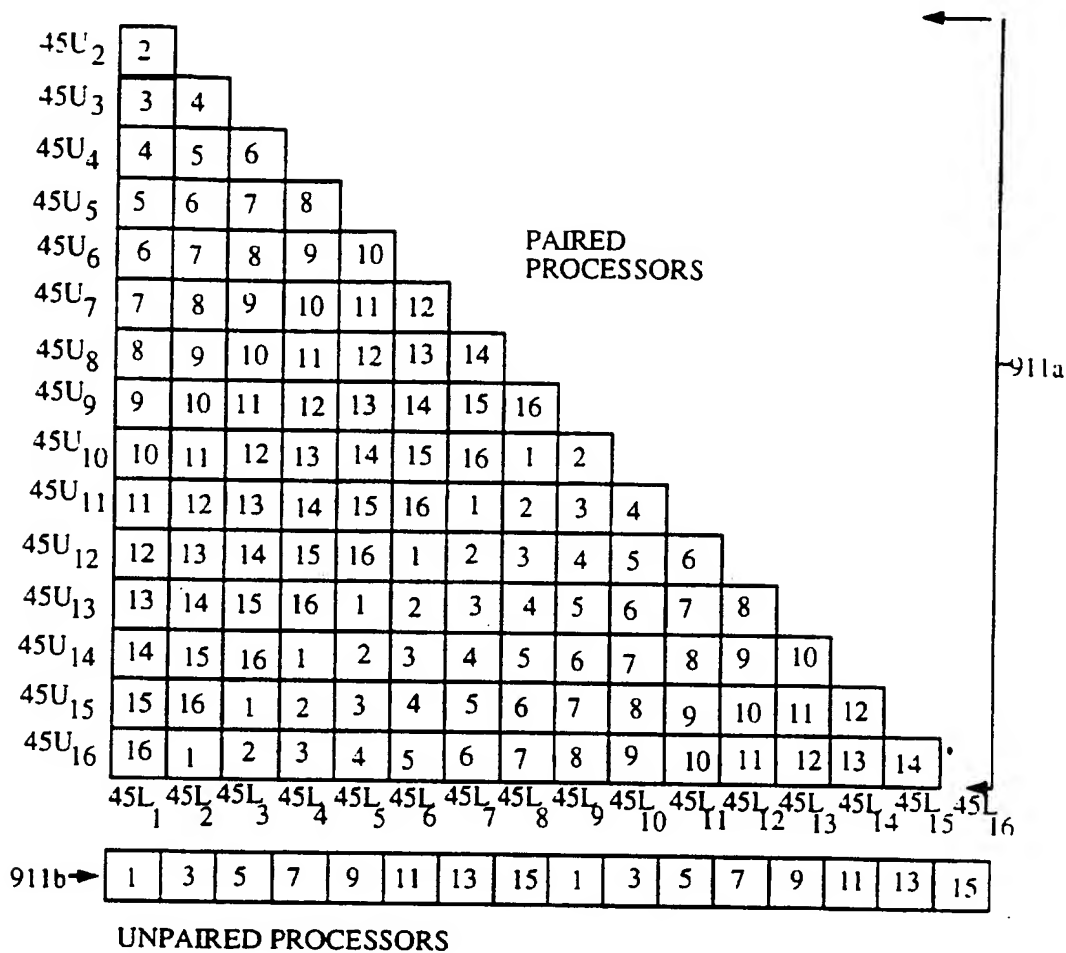 45U2 2
45U3 3 4
45U4 4 5 6
45U5 5 6 7 8
45U6 6 7 8 9 10
PAIRED
PROCESSORS
45U7 7 8 9 10 11 12
45U8 8 9 10 11 12 13 14
911a
45U9 9 10 11 12 13 14 15 16
45U10 10 11 12 13 14 15 16 1 2
45U11 11 12 13 14 15 16 1 2 3 4
45U12 12 13 14 15 16 1 2 3 4 5 6
45U13 13 14 15 16 1 2 3 4 5 6 7 8
45U14 14 15 16 1 2 3 4 5 6 7 8 9 10
45U15 15 16 1 2 3 4 5 6 7 8 9 10 11 12
45U16 16 1 2 3 4 5 6 7 8 9 10 11 12 13 14
45L1 45L2 45L3 45L4 45L5 45L6 45L7 45L8 45L9 45L10 45L11 45L12 45L13 45L14 45L15 45L16
911b 1 3 5 7 9 11 13 15 1 3 5 7 9 11 13 15
UNPAIRED PROCESSORS